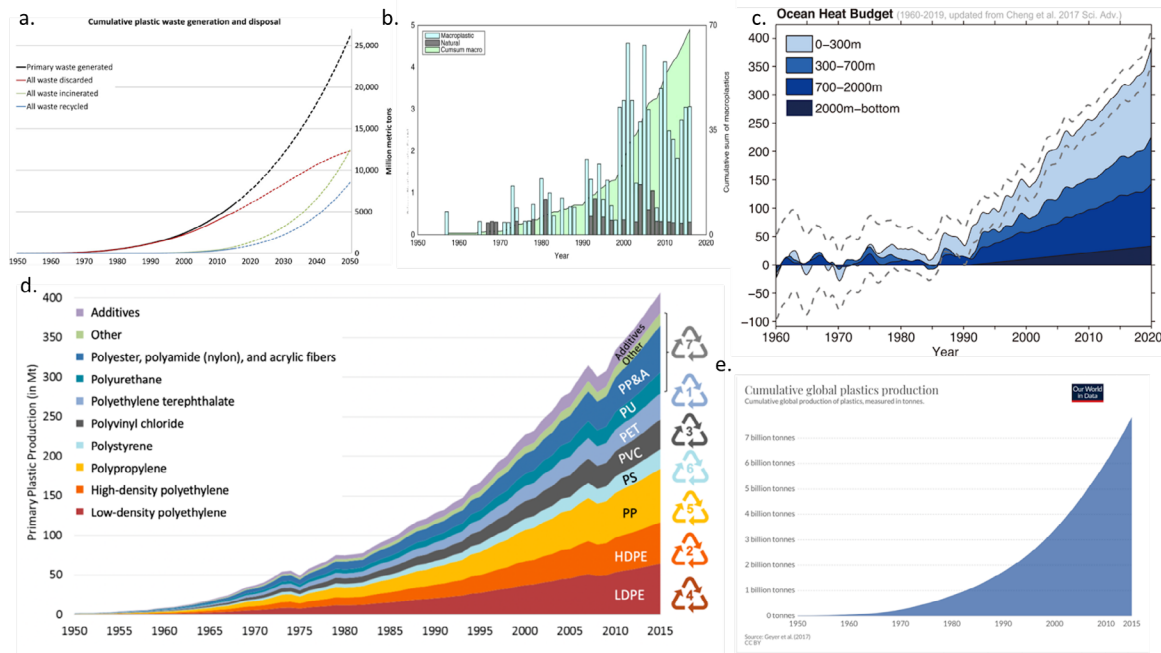 a.
Cumulative plastic waste generation and disposal
Primary waste generated
All waste discarded
All waste incinerated
All waste recycled
25,000
20,000
15,000
10,000
5000
0
Million metric tons
1950 1960 1970 1980 1990 2000 2010 2020 2030 2040 2050
b.
Macroplastic
Natural
Cumsum macro
5
4
3
2
1
0
70
35
0
Cumulative sum of macroplastics
1950 1960 1970 1980 1990 2000 2010 2020
Year
c.
Ocean Heat Budget (1960-2019, updated from Cheng et al. 2017 Sci. Adv.)
0−300m
300−700m
700−2000m
2000m−bottom
400
350
300
250
200
150
100
50
0
−50
−100
1960 1970 1980 1990 2000 2010 2020
Year
d.
Primary Plastic Production (in Mt)
400
350
300
250
200
150
100
50
0
Additives
Other
Polyester, polyamide (nylon), and acrylic fibers
Polyurethane
Polyethylene terephthalate
Polyvinyl chloride
Polystyrene
Polypropylene
High-density polyethylene
Low-density polyethylene
Additives
Other
PP&A
PU
PET
PVC
PS
PP
HDPE
LDPE
7
1
3
6
5
2
4
1950 1955 1960 1965 1970 1975 1980 1985 1990 1995 2000 2005 2010 2015
e.
Cumulative global plastics production
Cumulative global production of plastics, measured in tonnes.
Our World
in Data
7 billion tonnes
6 billion tonnes
5 billion tonnes
4 billion tonnes
3 billion tonnes
2 billion tonnes
1 billion tonnes
0 tonnes
1950 1960 1970 1980 1990 2000 2010 2015
Source: Geyer et al. (2017)
CC BY